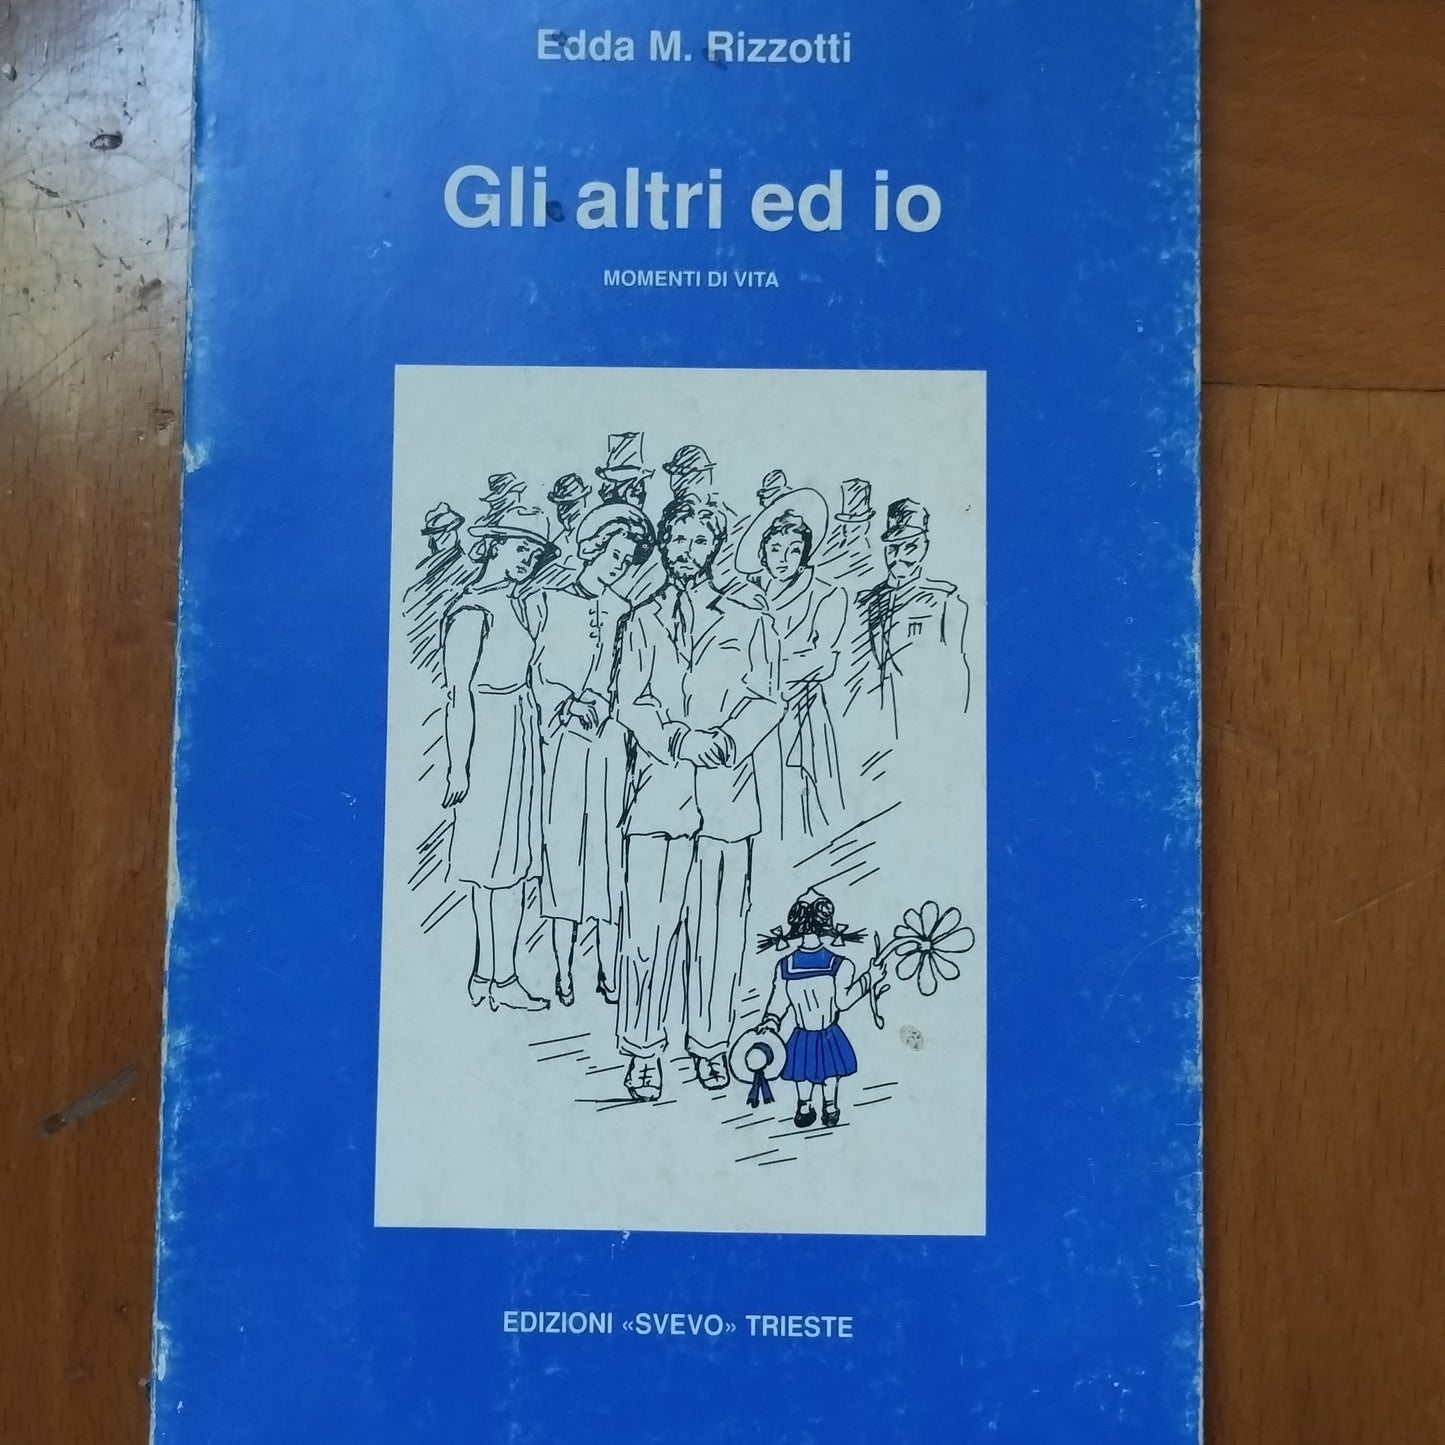 Edda M. Rizzotti
Gli altri ed io
MOMENTI DI VITA
EDIZIONI «SVEVO» TRIESTE